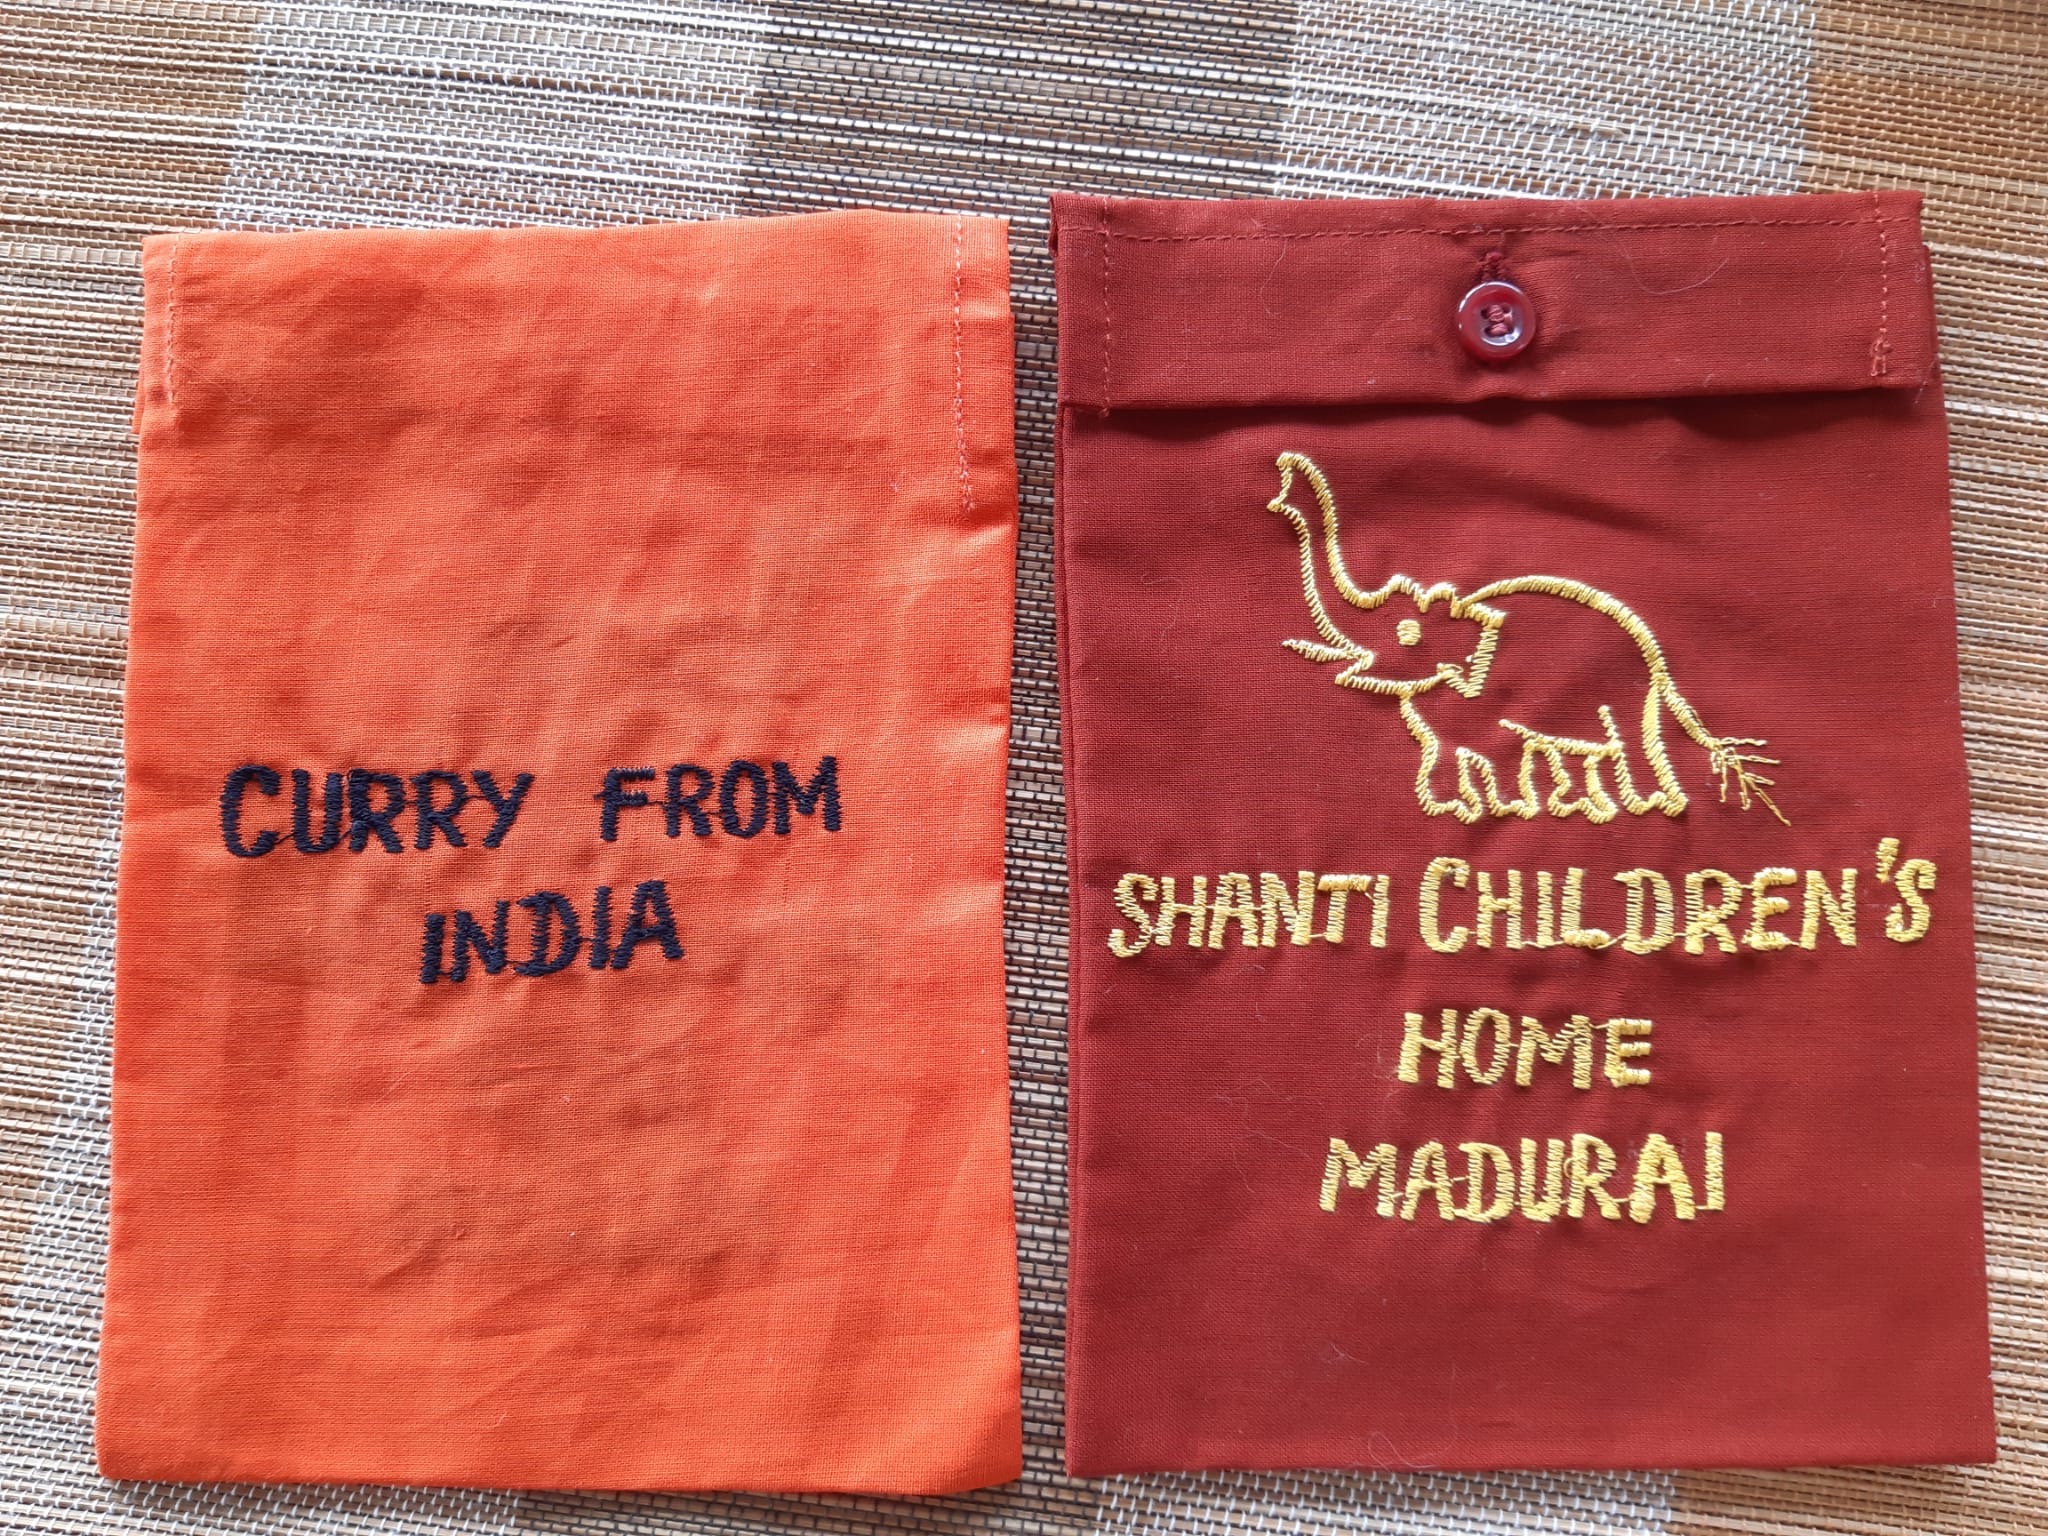 CURRY FROM
INDIA
SHANTI CHILDREN'S
HOME
MADURAI